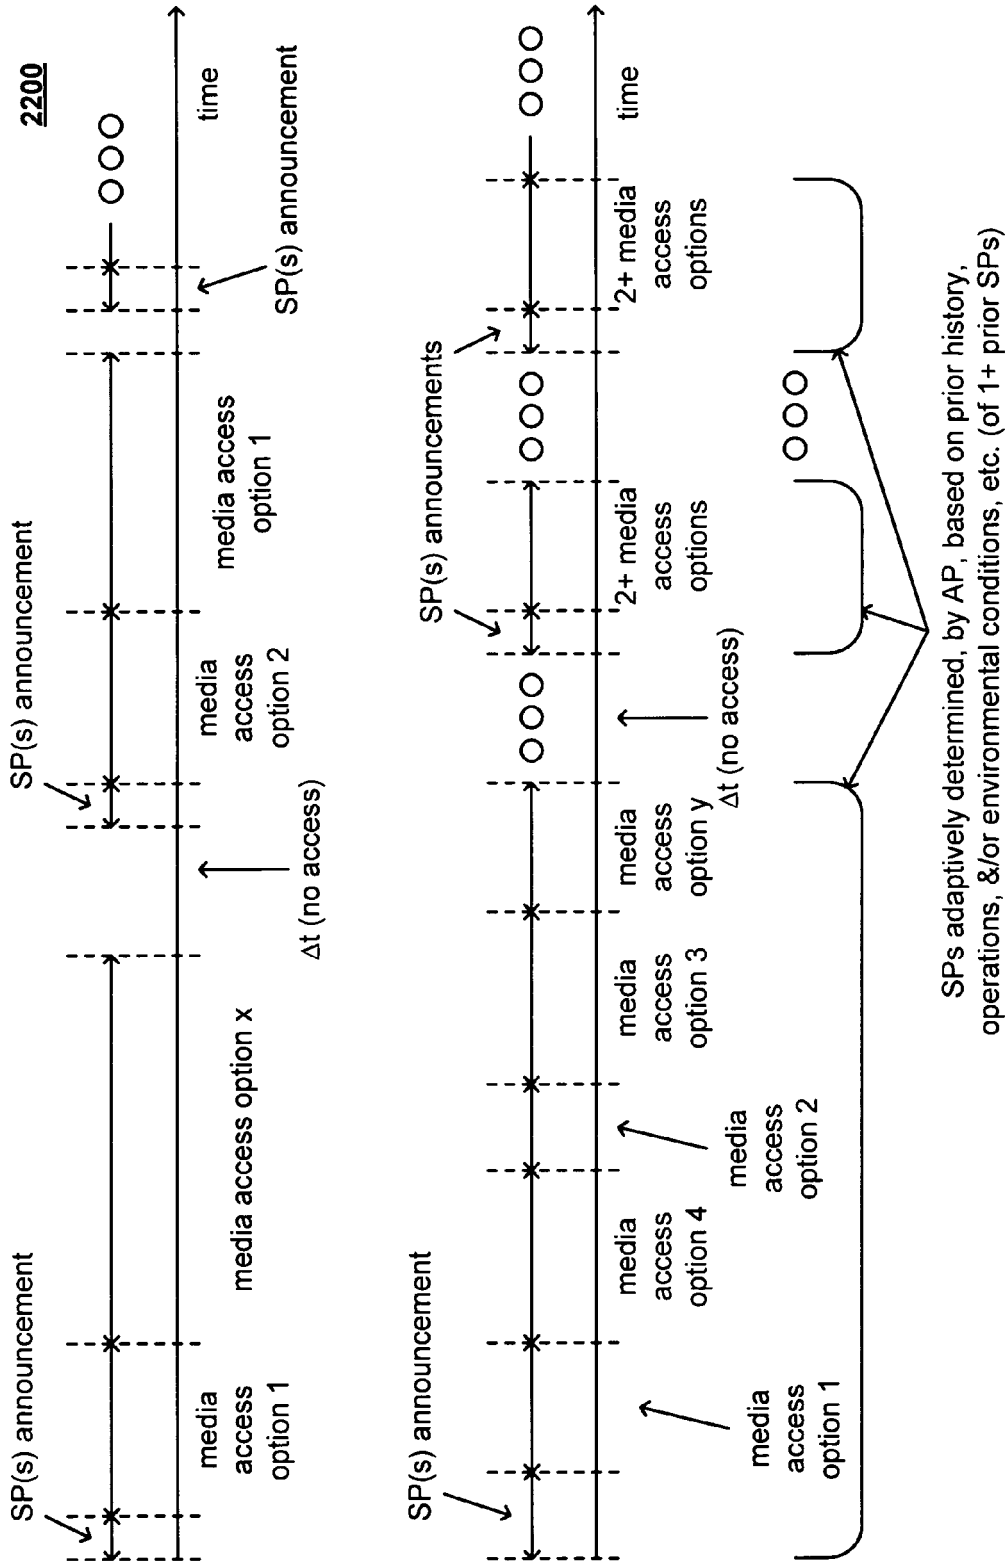 2200
SP(s) announcement
media
access
option 1
media access option x
Δt (no access)
SP(s) announcement
media
access
option 2
media access
option 1
SP(s) announcement
time
SP(s) announcement
media
access
option 1
media
access
option 4
media
access
option 2
media
access
option 3
media
access
option y
Δt (no access)
SP(s) announcements
2+ media
access
options
2+ media
access
options
time
SPs adaptively determined, by AP, based on prior history,
operations, &/or environmental conditions, etc. (of 1+ prior SPs)